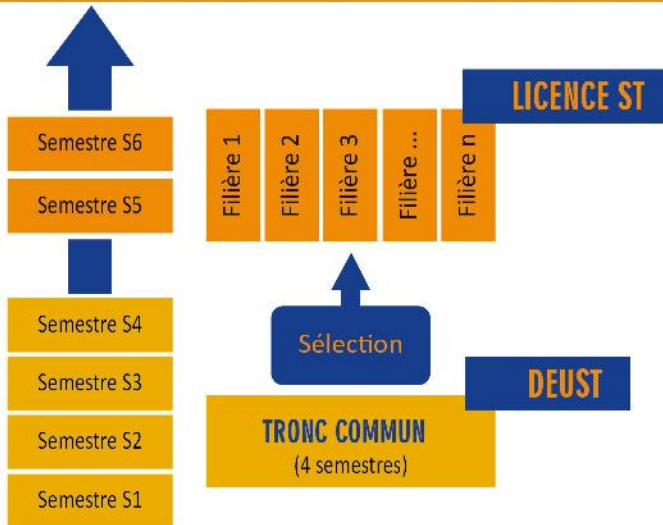 LICENCE ST
Semestre S6
Semestre S5
Filière 1
Filière 2
Filière 3
Filière ...
Filière n
Semestre S4
Semestre S3
Semestre S2
Semestre S1
Sélection
DEUST
TRONC COMMUN
(4 semestres)